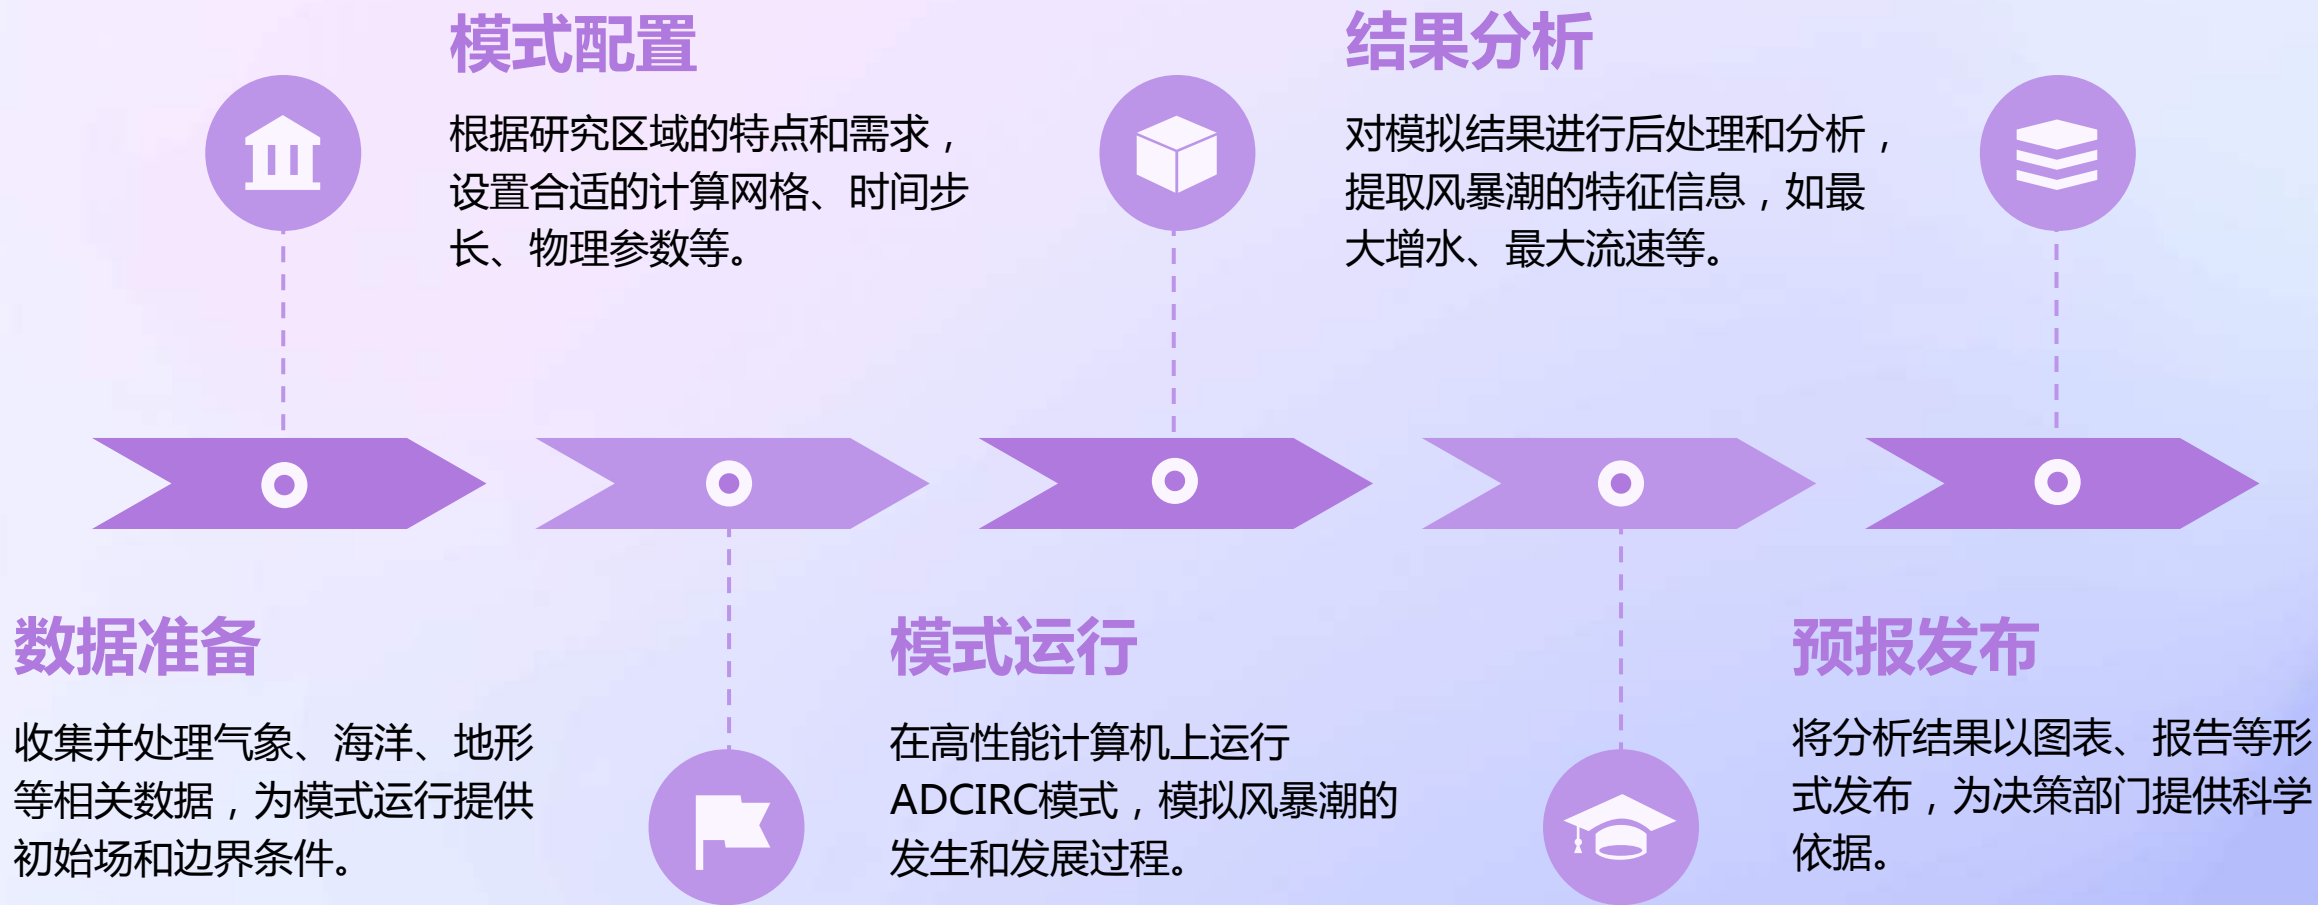 模式配置
根据研究区域的特点和需求，
设置合适的计算网格、时间步
长、物理参数等。
结果分析
对模拟结果进行后处理和分析，
提取风暴潮的特征信息，如最
大增水、最大流速等。
数据准备
收集并处理气象、海洋、地形
等相关数据，为模式运行提供
初始场和边界条件。
模式运行
在高性能计算机上运行
ADCIRC模式，模拟风暴潮的
发生和发展过程。
预报发布
将分析结果以图表、报告等形
式发布，为决策部门提供科学
依据。